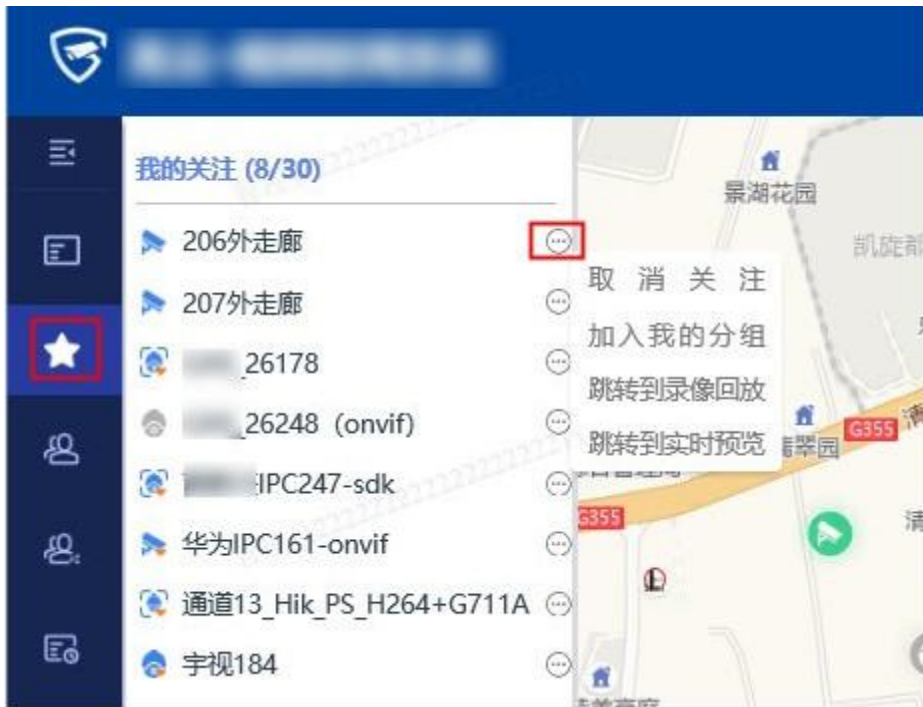 我的关注 (8/30)
206外走廊
207外走廊
_26178
_26248 (onvif)
IPC247-sdk
华为IPC161-onvif
通道13_Hik_PS_H264+G711A
宇视184
取消关注
加入我的分组
跳转到录像回放
跳转到实时预览
景湖花园
凯旋都
翠园
G355
清
G355
清